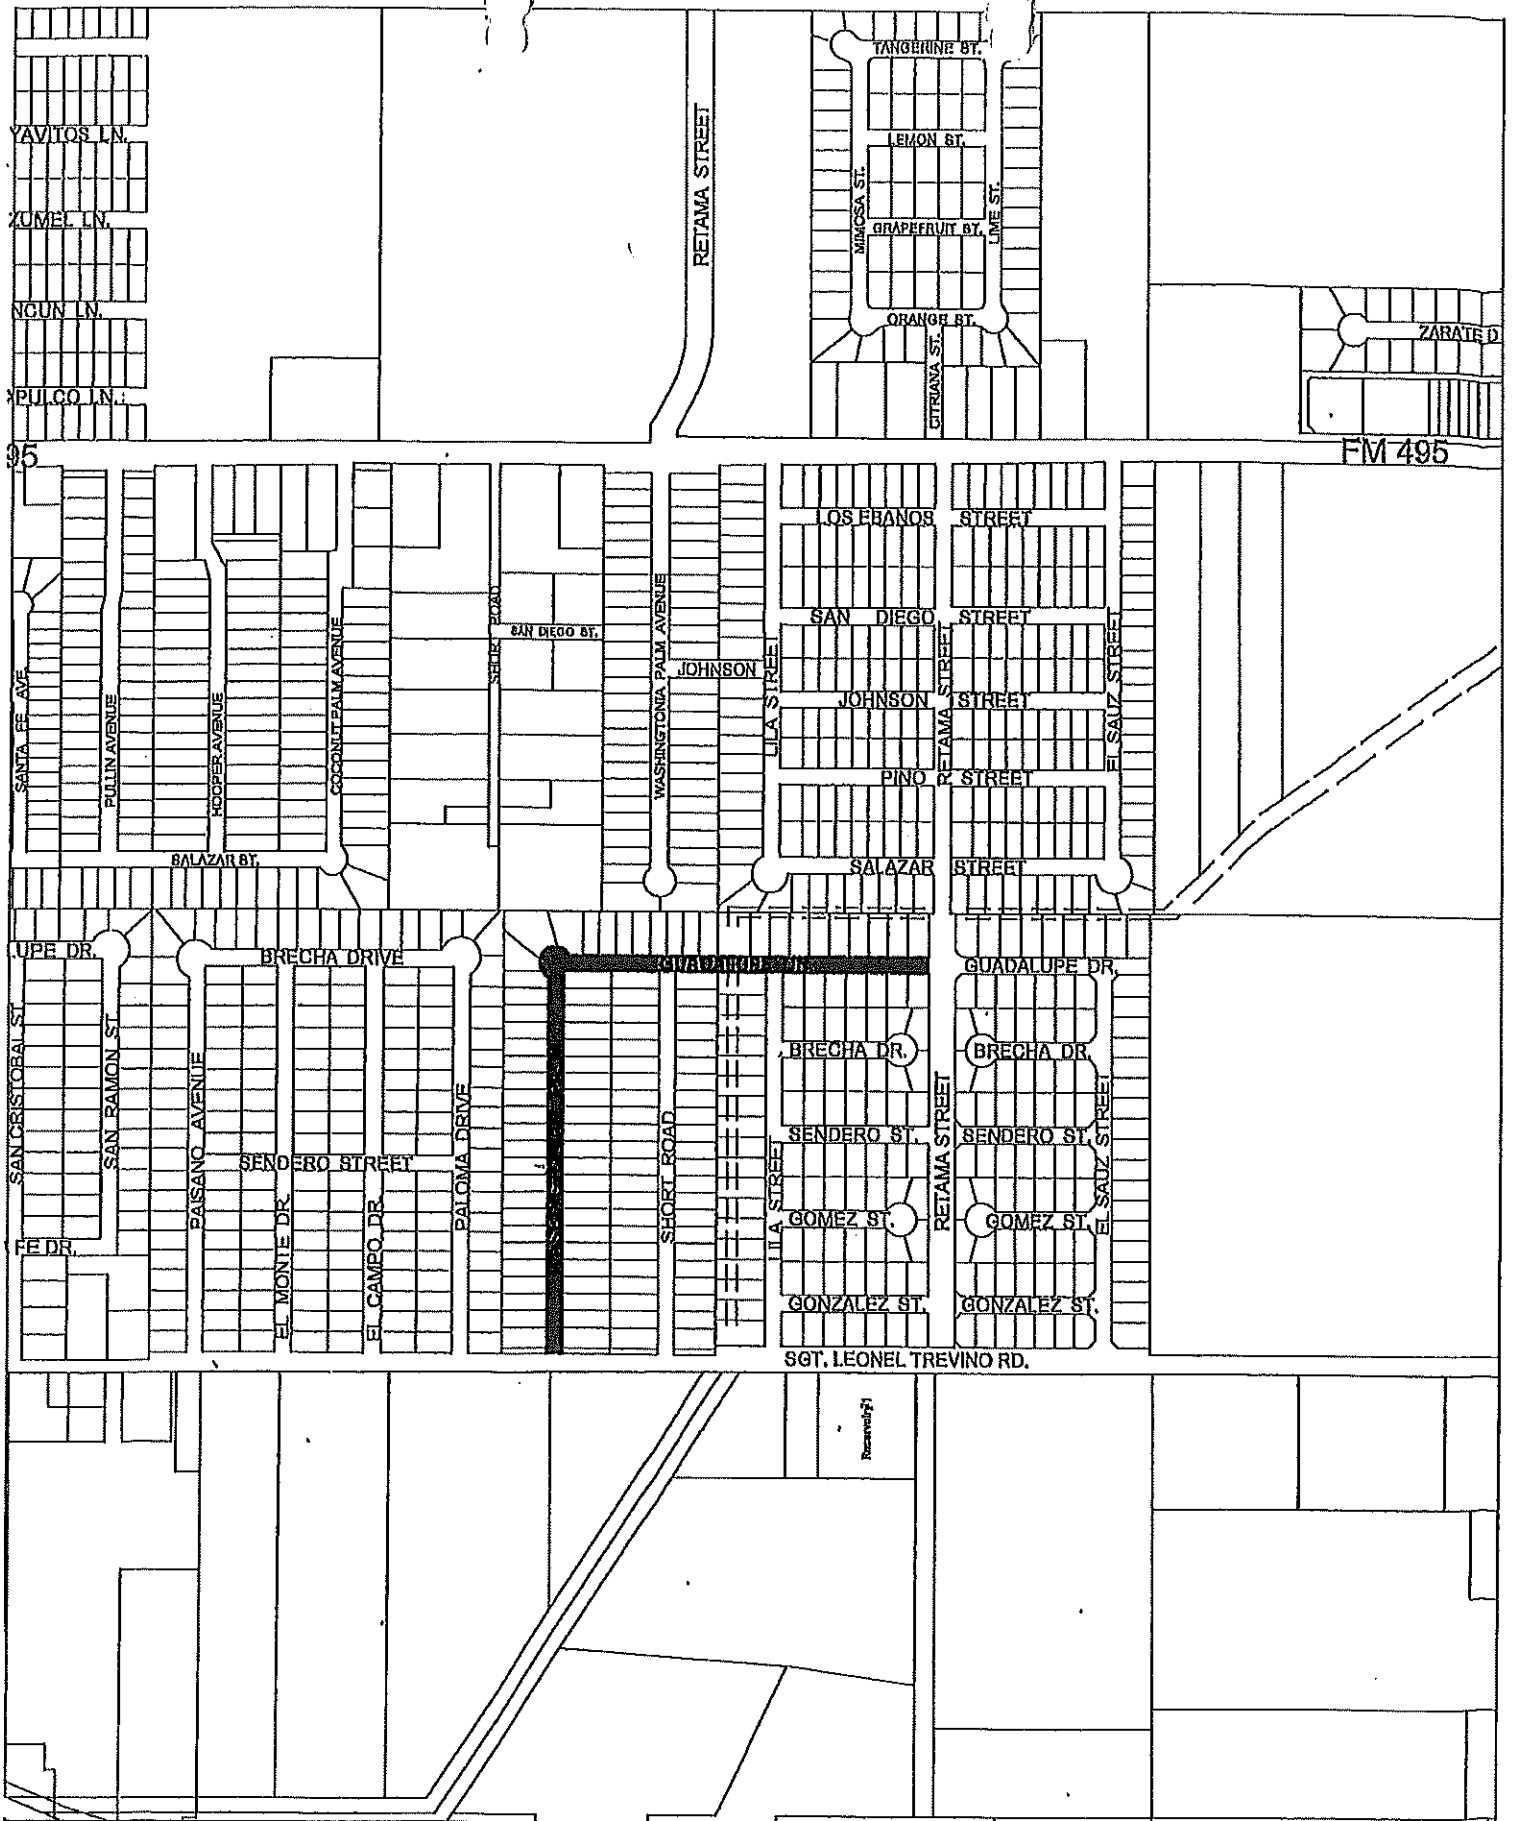 TANGERINE ST.
RETAMA STREET
YAVITOS LN.
LEMON ST.
MIMOSA ST.
LIME ST.
ZUMEL LN.
GRAPEFRUIT ST.
NCUN LN.
ORANGE ST.
ZARATE D
CITRIANA ST.
PULCO LN.
95
FM 495
LOS EBANOS STREET
SAN DIEGO ST.
SAN DIEGO STREET
SANTA FE AVE.
PULLIN AVENUE
HOOPER AVENUE
COCONUT PALM AVENUE
SHORT ROAD
WASHINGTONIA PALM AVENUE
JOHNSON
LILA STREET
JOHNSON STREET
RETAMA STREET
EL SAUZ STREET
PINO STREET
SALAZAR ST.
SALAZAR STREET
UPE DR.
BRECHA DRIVE
GUADALUPE DR.
BRECHA DR.
BRECHA DR.
SAN CRISTOBAL ST.
SAN RAMON ST.
PAISANO AVENUE
PALOMA DRIVE
SHORT ROAD
SENDERO STREET
SENDERO ST.
SENDERO ST.
LILA STREET
RETAMA STREET
EL SAUZ STREET
GOMEZ ST.
GOMEZ ST.
FE DR.
EL MONTE DR.
EL CAMPO DR.
GONZALEZ ST.
GONZALEZ ST.
SGT. LEONEL TREVINO RD.